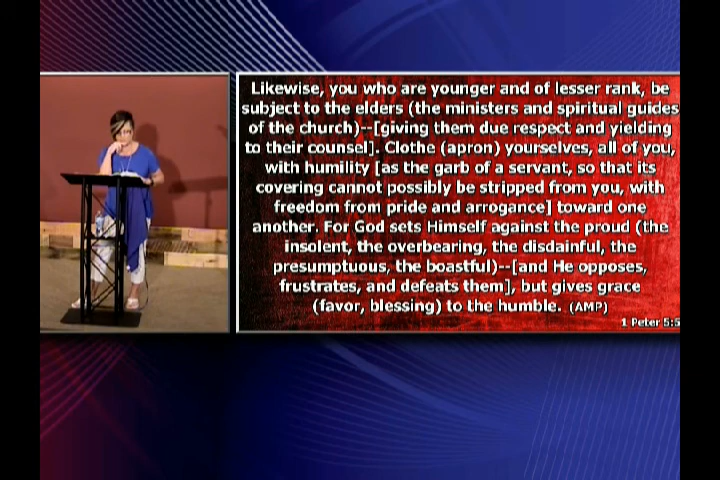 Likewise, you who are younger and of lesser rank, be
subject to the elders (the ministers and spiritual guides
of the church)--[giving them due respect and yielding
to their counsel]. Clothe (apron) yourselves, all of you,
with humility [as the garb of a servant, so that its
covering cannot possibly be stripped from you, with
freedom from pride and arrogance] toward one
another. For God sets Himself against the proud (the
insolent, the overbearing, the disdainful, the
presumptuous, the boastful)--[and He opposes,
frustrates, and defeats them], but gives grace
(favor, blessing) to the humble. (AMP)
1 Peter 5:5